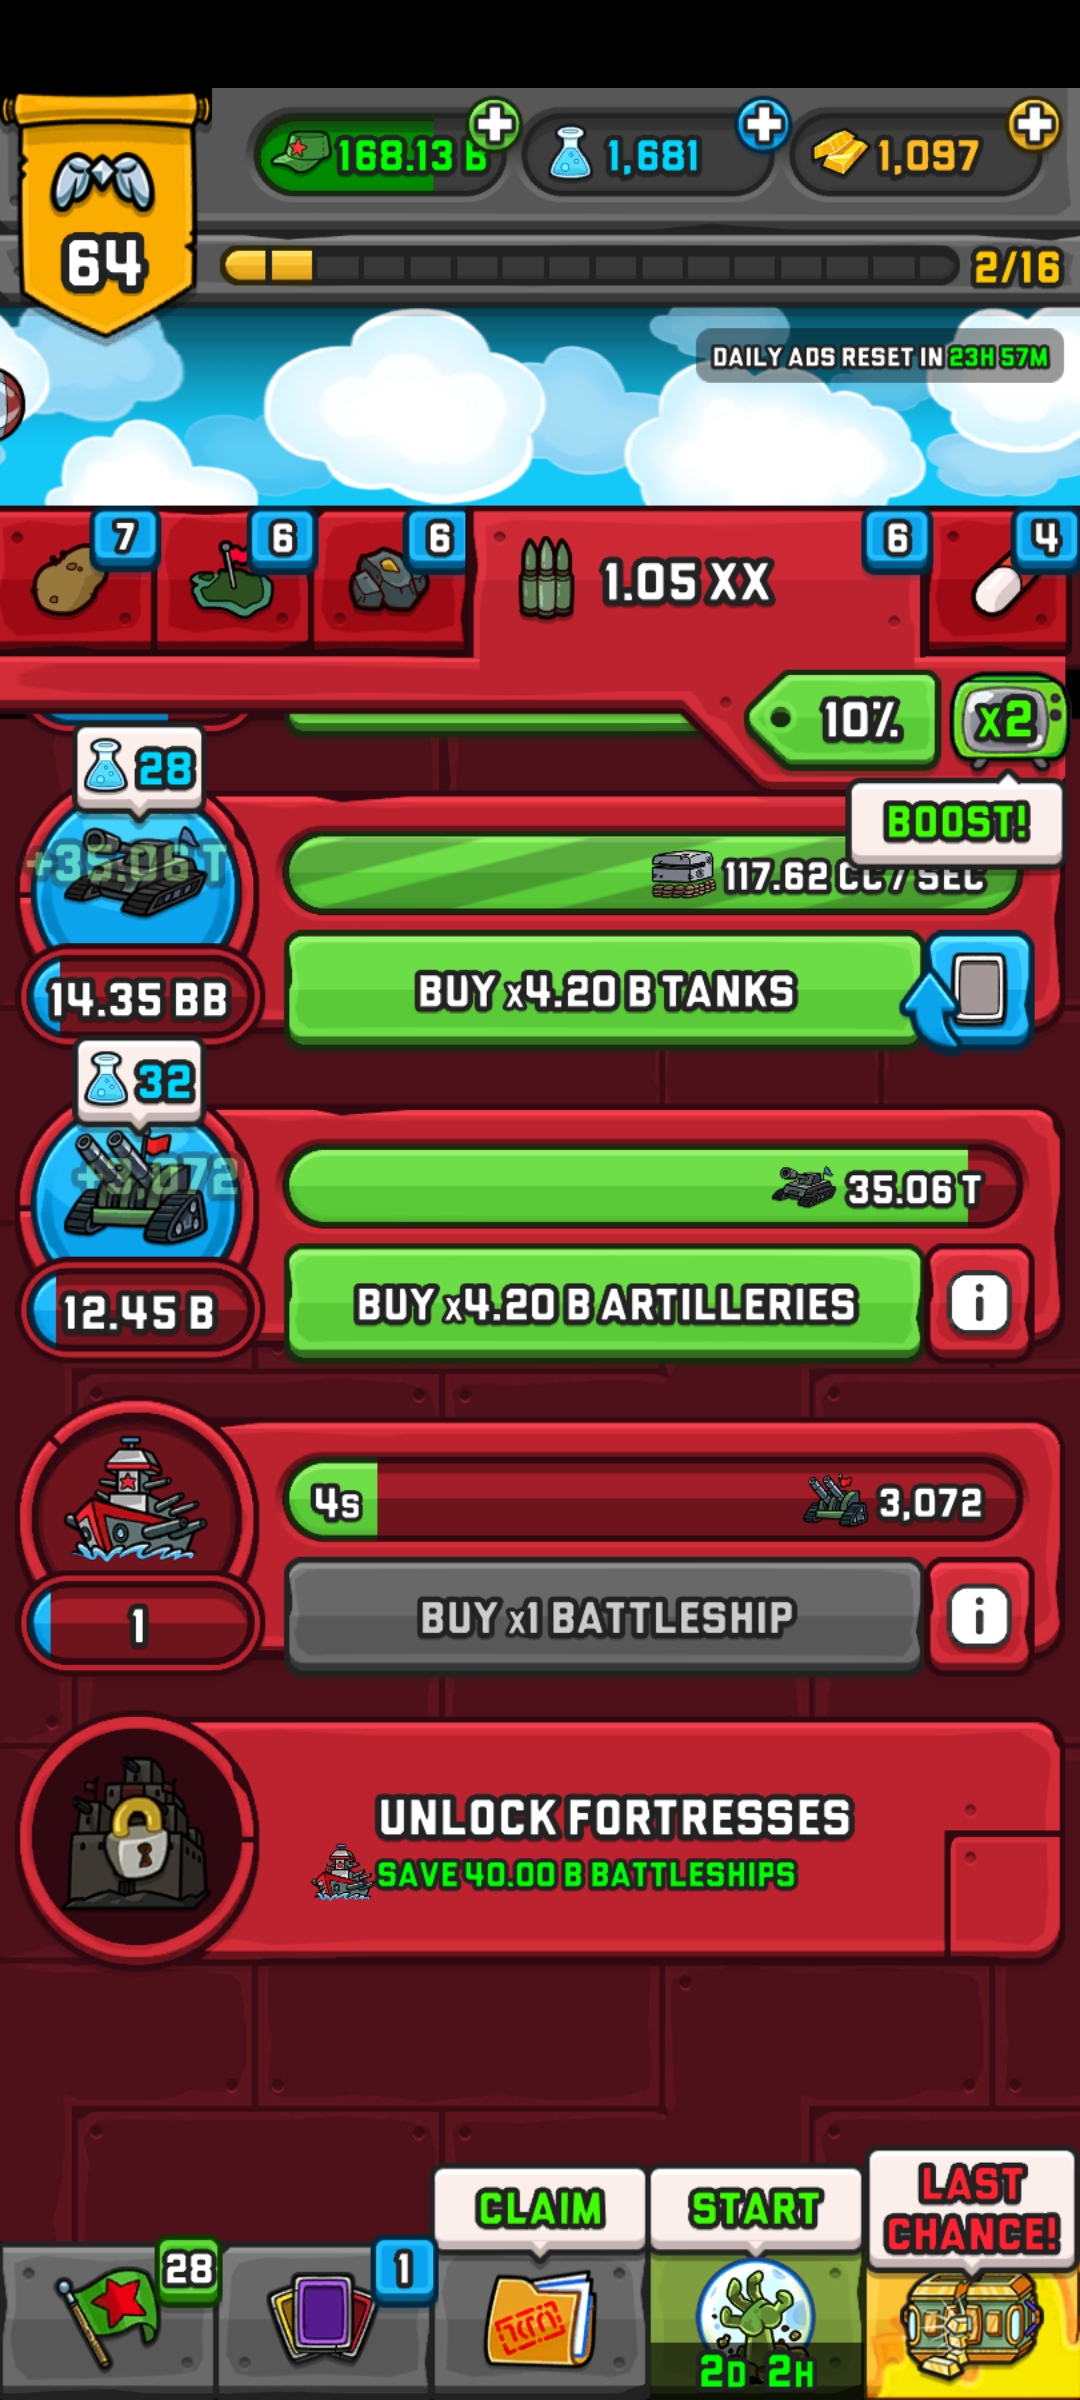 168.13 B
1,681
1,097
64
2/16
DAILY ADS RESET IN 23H 57M
7
6
6
1.05 XX
6
4
10%
x2
BOOST!
28
+35.06 T
117.62 CC / SEC
14.35 BB
BUY x4.20 B TANKS
32
+3,072
35.06 T
12.45 B
BUY x4.20 B ARTILLERIES
i
4s
3,072
1
BUY x1 BATTLESHIP
i
UNLOCK FORTRESSES
SAVE 40.00 B BATTLESHIPS
CLAIM
START
LAST
CHANCE!
28
1
2D 2H